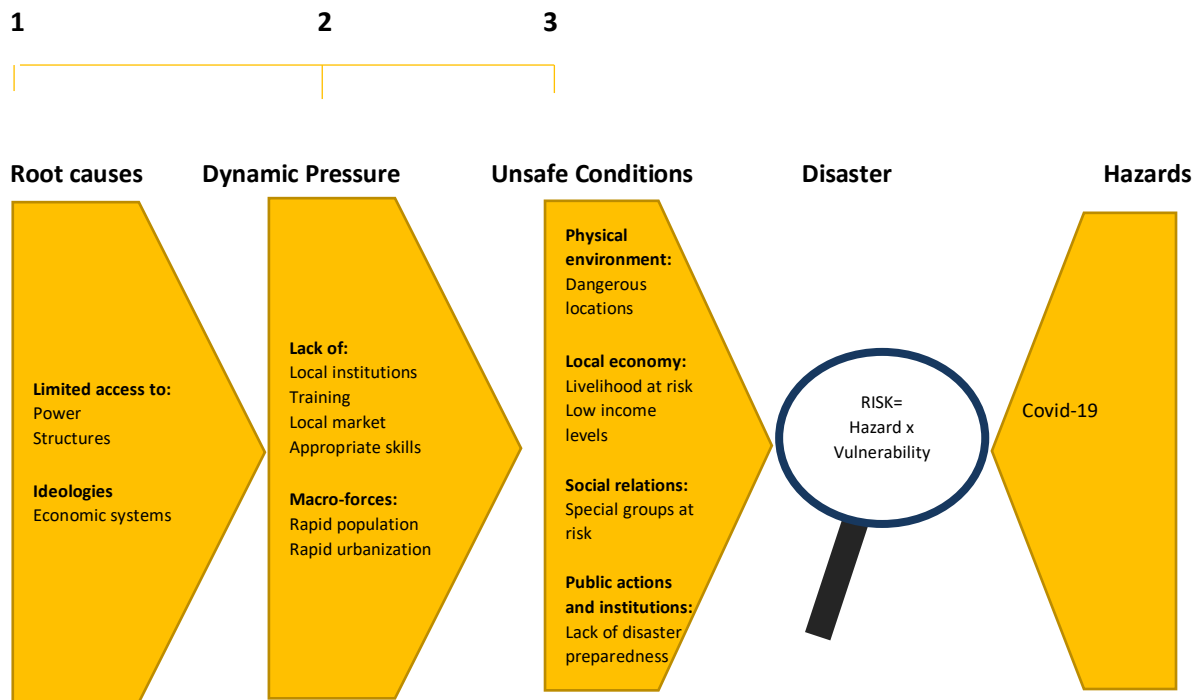 1
2
3
Root causes
Dynamic Pressure
Unsafe Conditions
Disaster
Hazards
Limited access to:
Power
Structures
Ideologies
Economic systems
Lack of:
Local institutions
Training
Local market
Appropriate skills
Macro-forces:
Rapid population
Rapid urbanization
Physical
environment:
Dangerous
locations
Local economy:
Livelihood at risk
Low income
levels
Social relations:
Special groups at
risk
Public actions
and institutions:
Lack of disaster
preparedness
RISK=
Hazard x
Vulnerability
Covid-19